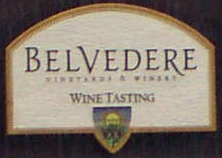 BELVEDERE
VINEYARDS & WINERY
WINE TASTING